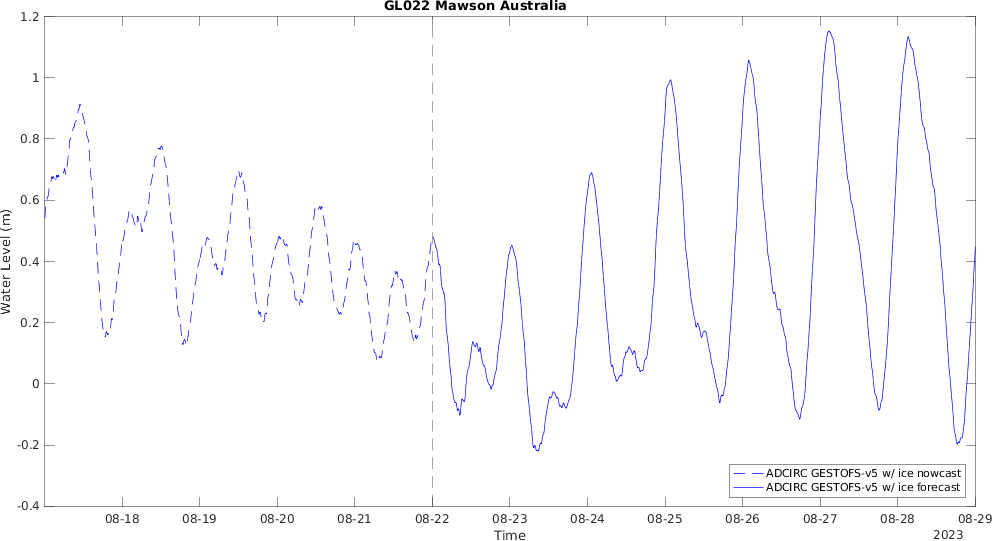 GL022 Mawson Australia
1.2
1
0.8
0.6
0.4
0.2
0
-0.2
-0.4
Water Level (m)
ADCIRC GESTOFS-v5 w/ ice nowcast
ADCIRC GESTOFS-v5 w/ ice forecast
08-18 08-19 08-20 08-21 08-22 08-23 08-24 08-25 08-26 08-27 08-28 08-29
Time
2023